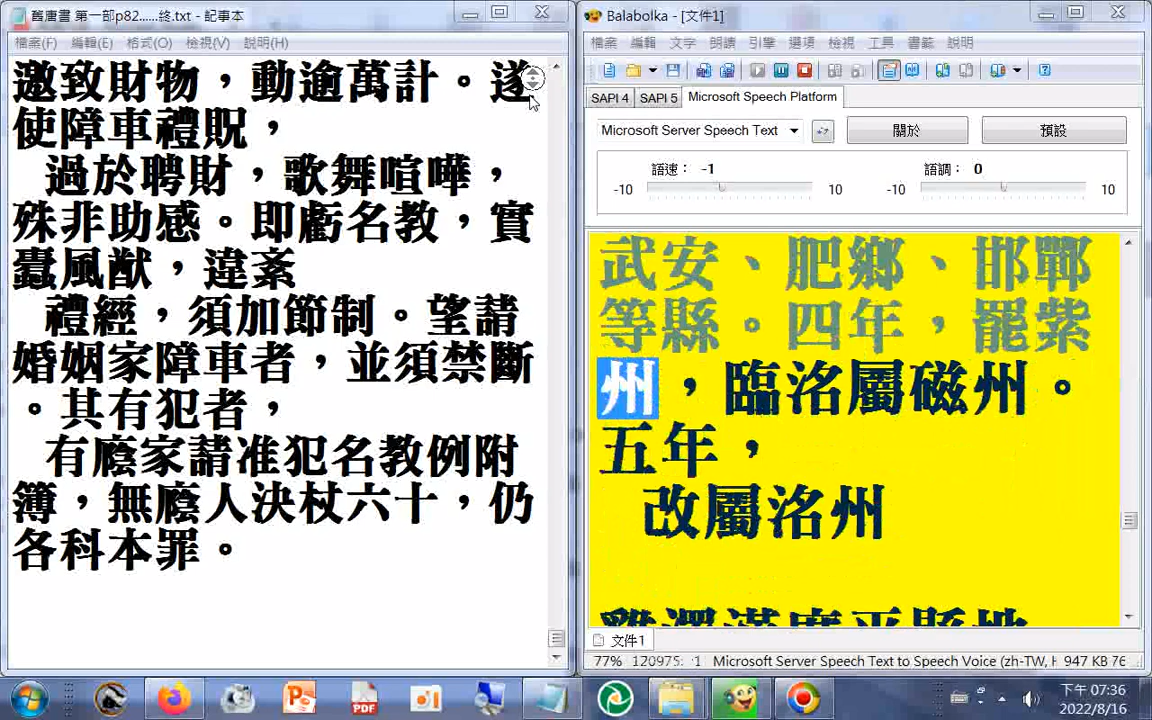 舊唐書 第一部p82......終.txt - 記事本
檔案(F) 編輯(E) 格式(O) 檢視(V) 說明(H)
邀致財物，動逾萬計。遂
使障車禮貺，
過於聘財，歌舞喧嘩，
殊非助感。即虧名教，實
蠹風猷，違紊
禮經，須加節制。望請
婚姻家障車者，並須禁斷
。其有犯者，
有廕家請准犯名教例附
簿，無廕人決杖六十，仍
各科本罪。
Balabolka - [文件1]
檔案 編輯 文字 朗讀 引擎 選項 檢視 工具 書籤 說明
SAPI 4 SAPI 5 Microsoft Speech Platform
Microsoft Server Speech Text 關於 預設
語速： -1 語調： 0
-10 10 -10 10
武安、肥鄉、邯鄲
等縣。四年，罷紫
州，臨洺屬磁州。
五年，
改屬洺州
雞澤漢廣平縣地
文件1
77% 120975: 1 Microsoft Server Speech Text to Speech Voice (zh-TW, H 947 KB 76
下午 07:36
2022/8/16